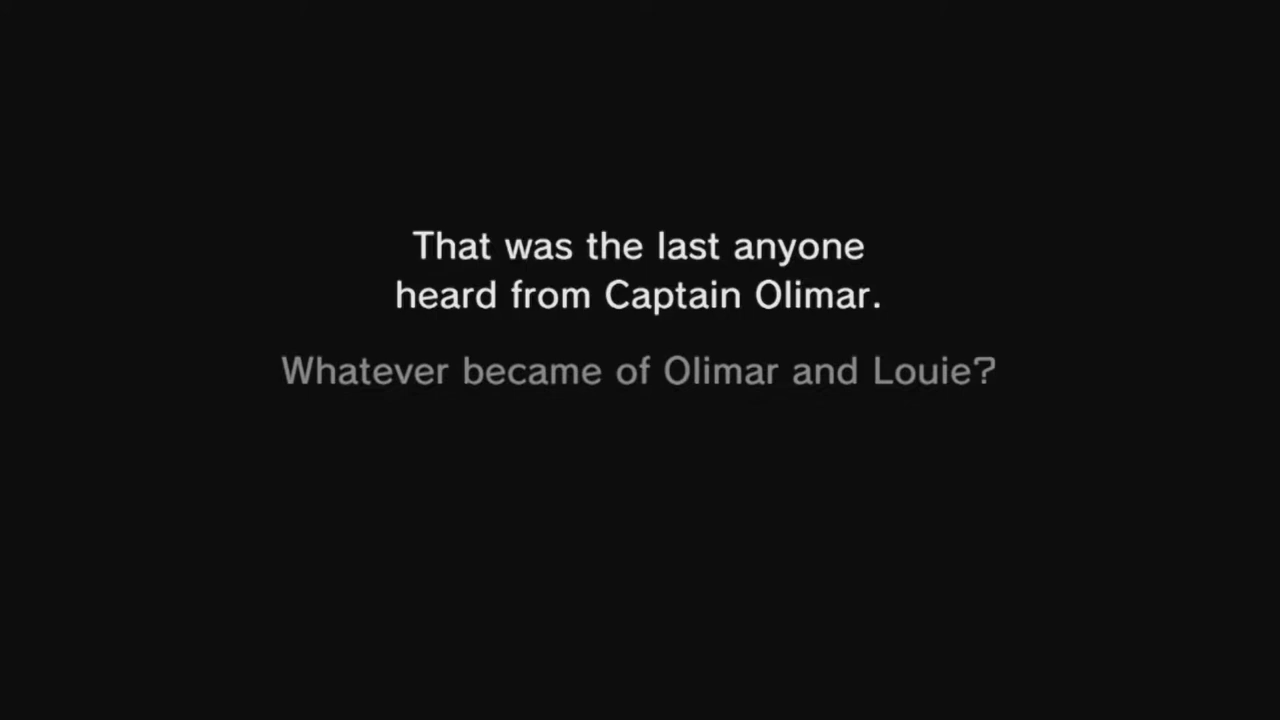 That was the last anyone
heard from Captain Olimar.
Whatever became of Olimar and Louie?